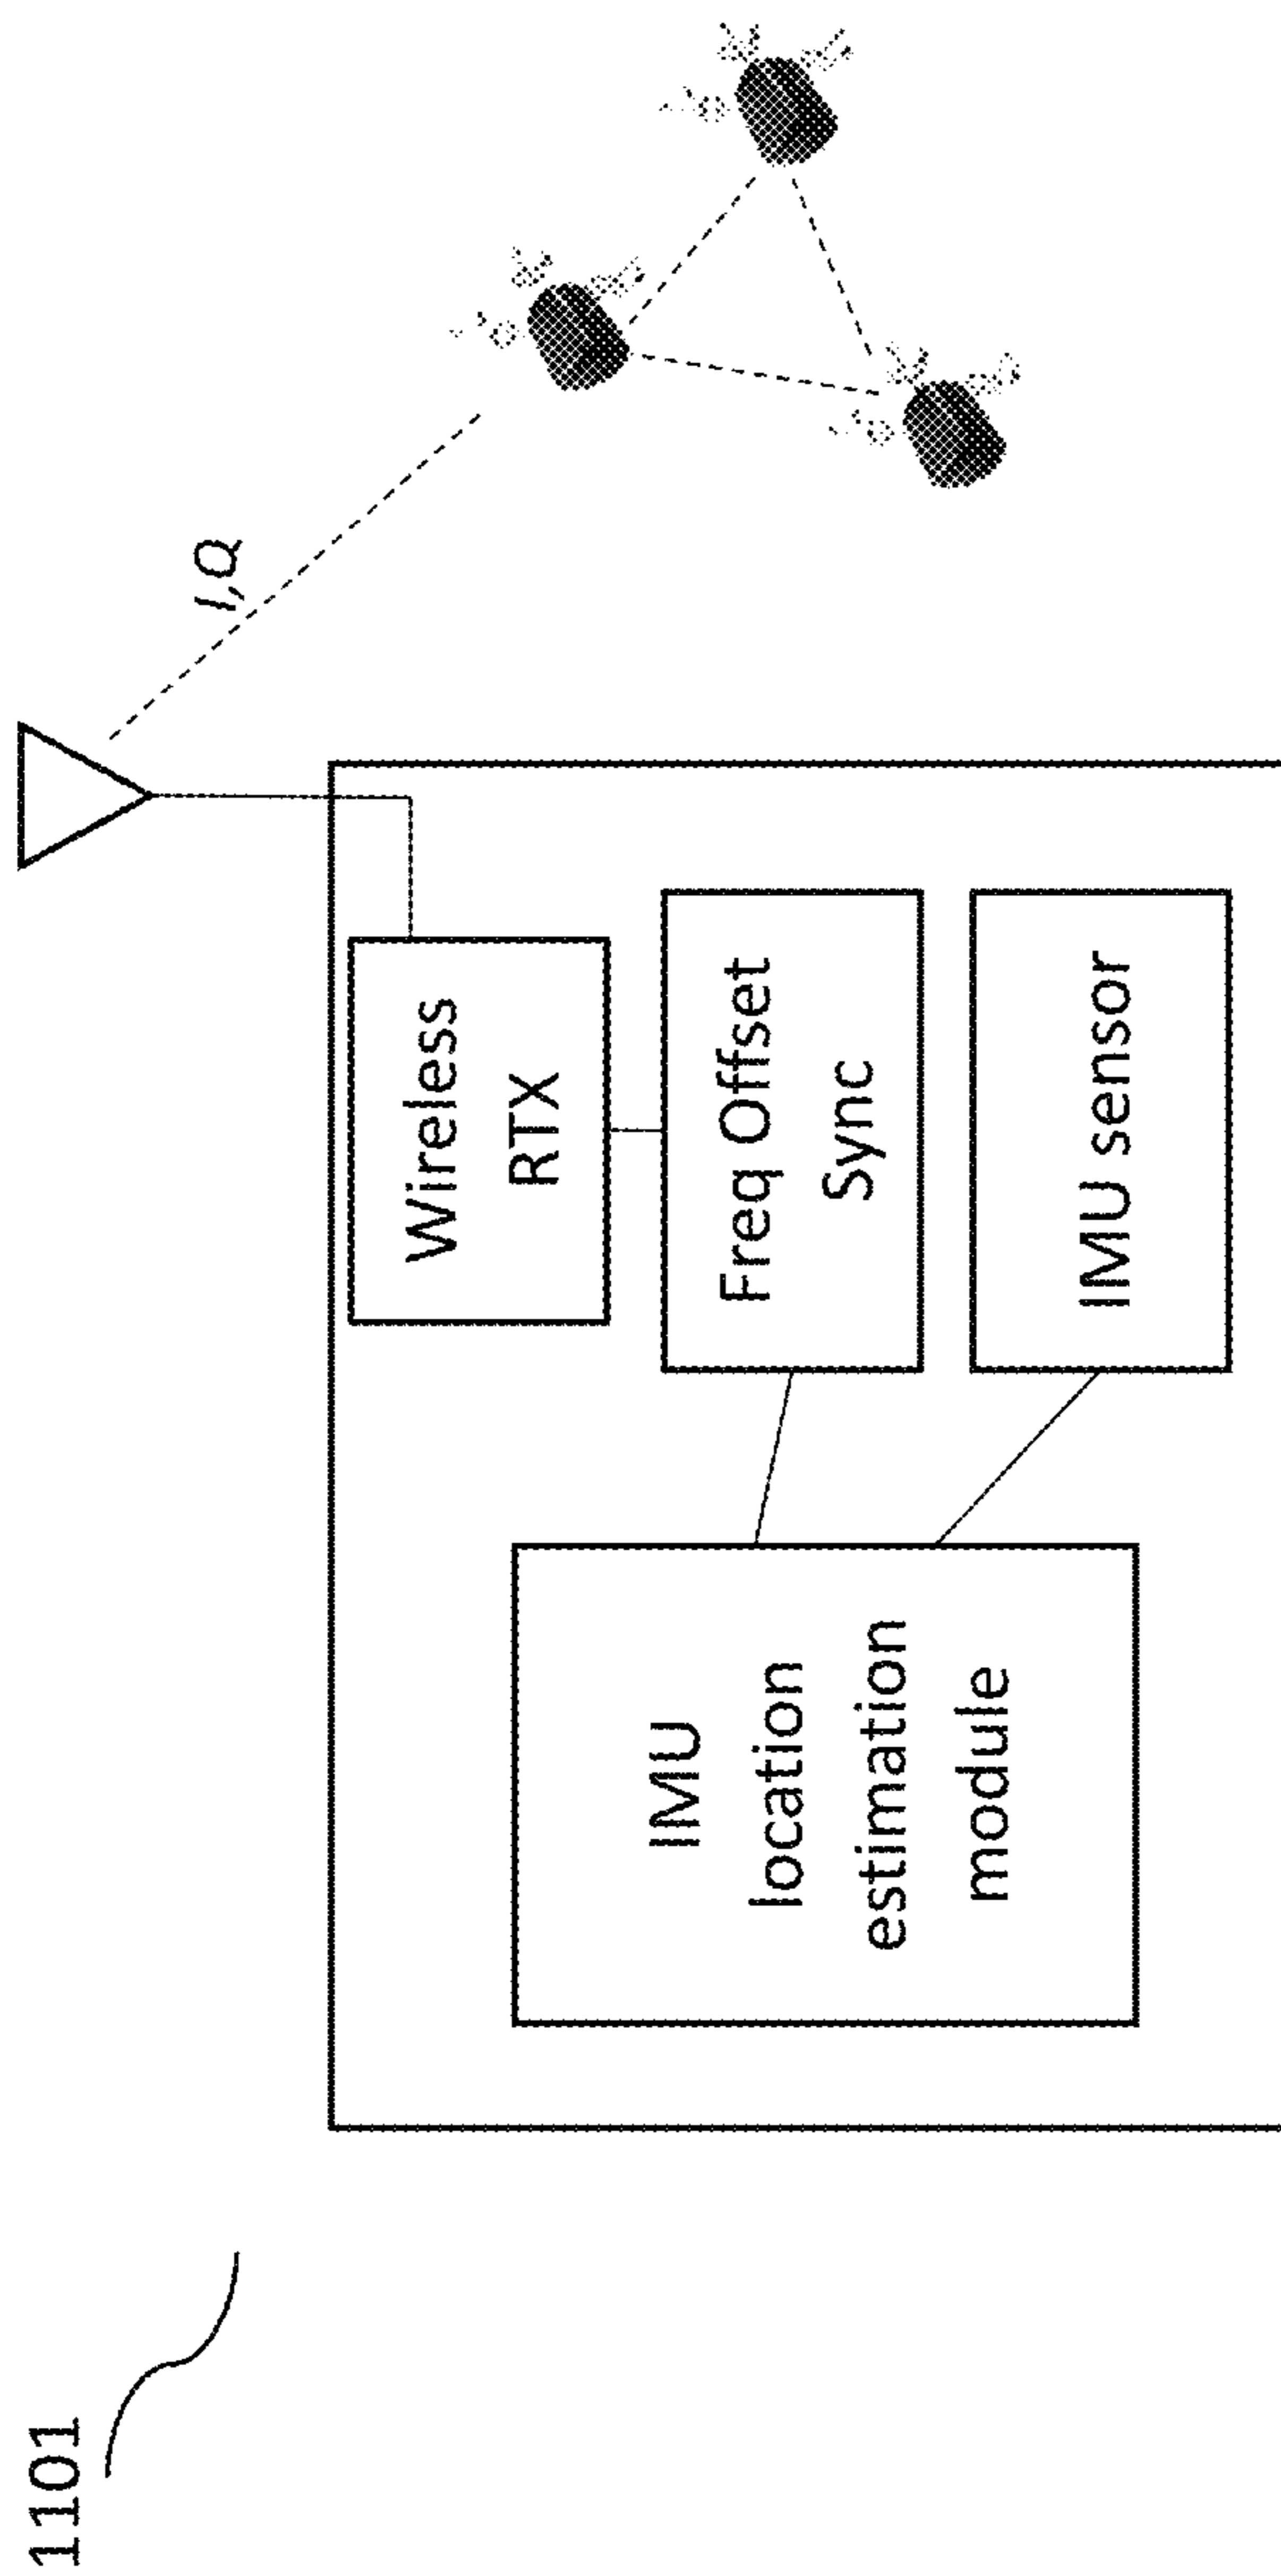 1101
I,Q
Wireless
RTX
Freq Offset
Sync
IMU sensor
IMU
location
estimation
module